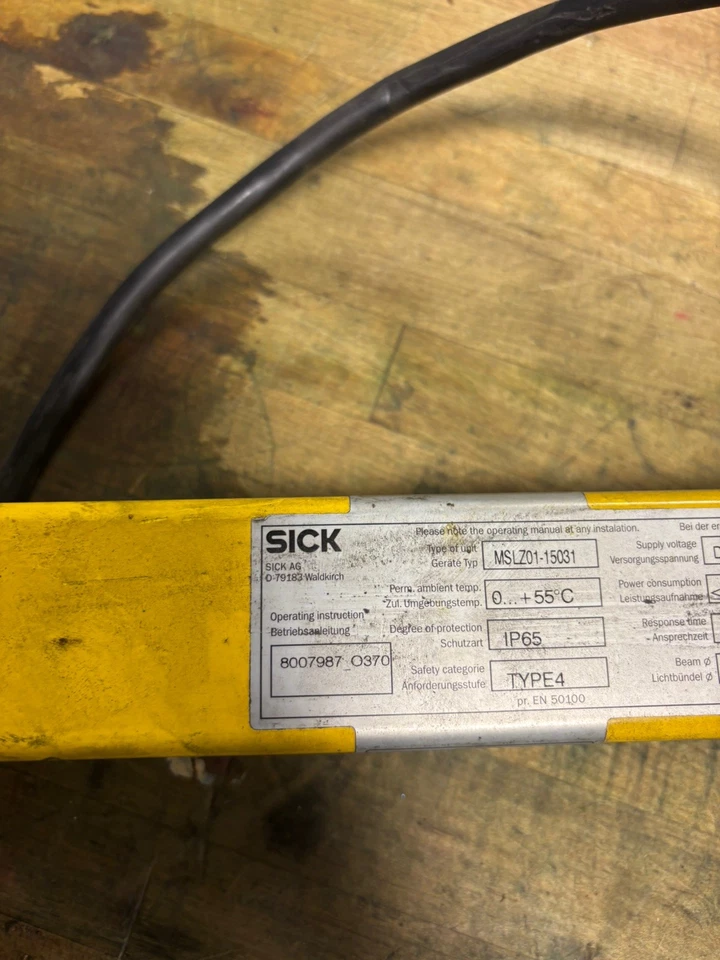 SICK
SICK AG
D-79183 Waldkirch
Operating instruction
Betriebsanleitung
8007987 O370
Please note the operating manual at any instalation.
Type of unit
Geräte Typ
MSLZ01-15031
Perm. ambient temp.
Zul. Umgebungstemp.
0...+55°C
Degree of protection
Schutzart
IP65
Safety categorie
Anforderungsstufe
TYPE4
pr. EN 50100
Bei der
Supply voltage
Versorgungsspannung
Power consumption
Leistungsaufnahme
≤
Response time
Ansprechzeit
Beam Ø
Lichtbündel Ø